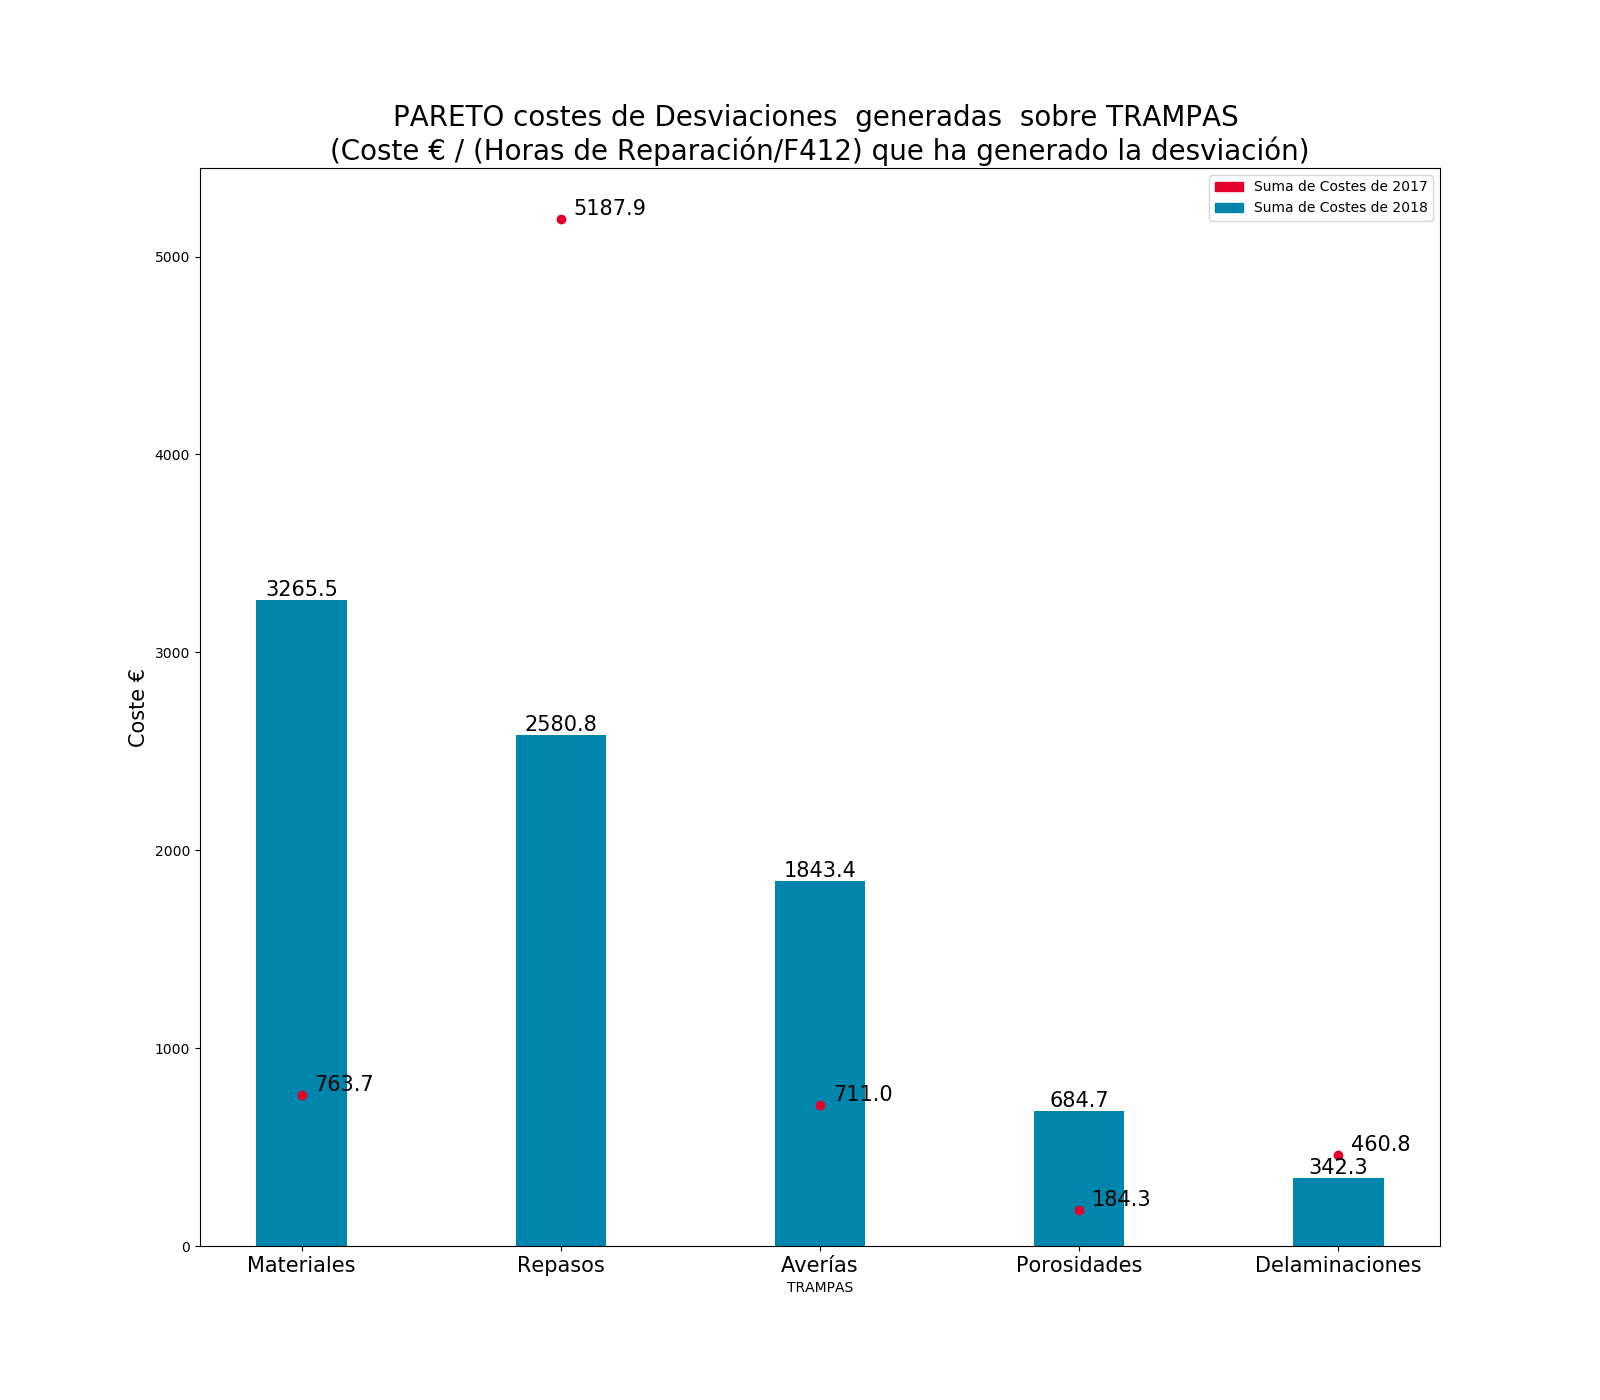 PARETO costes de Desviaciones  generadas  sobre TRAMPAS
(Coste € / (Horas de Reparación/F412) que ha generado la desviación)
Suma de Costes de 2017
Suma de Costes de 2018
5187.9
5000
4000
3265.5
3000
Coste €
2580.8
2000
1843.4
1000
763.7
711.0
684.7
184.3
460.8
342.3
0
Materiales
Repasos
Averías
Porosidades
Delaminaciones
TRAMPAS